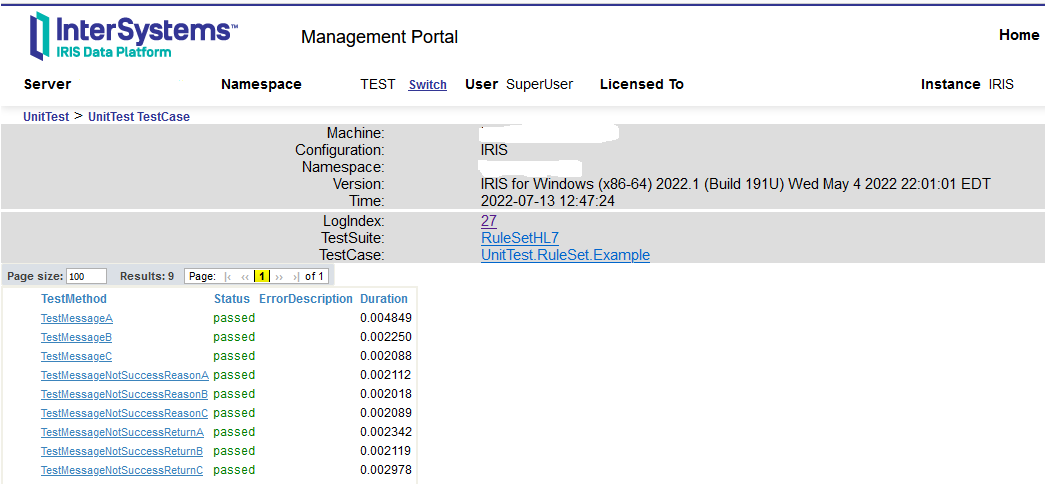 InterSystems™
IRIS Data Platform
Management Portal
Home
Server Namespace TEST Switch User SuperUser Licensed To Instance IRIS
UnitTest > UnitTest TestCase
Machine:
Configuration: IRIS
Namespace:
Version: IRIS for Windows (x86-64) 2022.1 (Build 191U) Wed May 4 2022 22:01:01 EDT
Time: 2022-07-13 12:47:24
LogIndex: 27
TestSuite: RuleSetHL7
TestCase: UnitTest.RuleSet.Example
Page size: 100 Results: 9 Page: |‹ ‹‹ 1 ›› ›| of 1
TestMethod Status ErrorDescription Duration
TestMessageA passed 0.004849
TestMessageB passed 0.002250
TestMessageC passed 0.002088
TestMessageNotSuccessReasonA passed 0.002112
TestMessageNotSuccessReasonB passed 0.002018
TestMessageNotSuccessReasonC passed 0.002089
TestMessageNotSuccessReturnA passed 0.002342
TestMessageNotSuccessReturnB passed 0.002119
TestMessageNotSuccessReturnC passed 0.002978